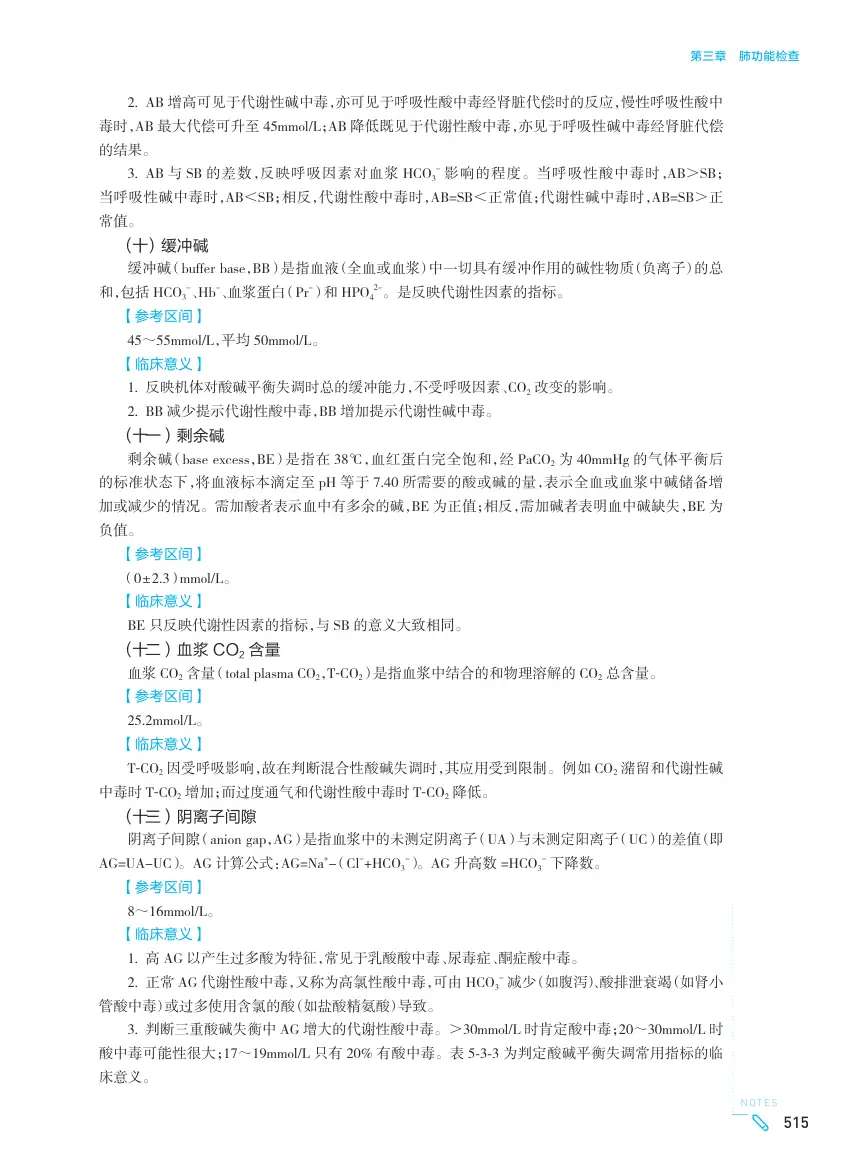 第三章 肺功能检查
2. AB 增高可见于代谢性碱中毒,亦可见于呼吸性酸中毒经肾脏代偿时的反应,慢性呼吸性酸中
毒时,AB 最大代偿可升至 45mmol/L;AB 降低既见于代谢性酸中毒,亦见于呼吸性碱中毒经肾脏代偿
的结果。
3. AB 与 SB 的差数,反映呼吸因素对血浆 HCO₃⁻ 影响的程度。当呼吸性酸中毒时,AB＞SB;
当呼吸性碱中毒时,AB＜SB;相反,代谢性酸中毒时,AB=SB＜正常值;代谢性碱中毒时,AB=SB＞正
常值。
(十)缓冲碱
缓冲碱(buffer base,BB)是指血液(全血或血浆)中一切具有缓冲作用的碱性物质(负离子)的总
和,包括 HCO₃⁻、Hb⁻、血浆蛋白(Pr⁻)和 HPO₄²⁻。是反映代谢性因素的指标。
【参考区间】
45～55mmol/L,平均 50mmol/L。
【临床意义】
1. 反映机体对酸碱平衡失调时总的缓冲能力,不受呼吸因素、CO₂ 改变的影响。
2. BB 减少提示代谢性酸中毒,BB 增加提示代谢性碱中毒。
(十一)剩余碱
剩余碱(base excess,BE)是指在 38℃,血红蛋白完全饱和,经 PaCO₂ 为 40mmHg 的气体平衡后
的标准状态下,将血液标本滴定至 pH 等于 7.40 所需要的酸或碱的量,表示全血或血浆中碱储备增
加或减少的情况。需加酸者表示血中有多余的碱,BE 为正值;相反,需加碱者表明血中碱缺失,BE 为
负值。
【参考区间】
(0±2.3)mmol/L。
【临床意义】
BE 只反映代谢性因素的指标,与 SB 的意义大致相同。
(十二)血浆 CO₂ 含量
血浆 CO₂ 含量(total plasma CO₂,T-CO₂)是指血浆中结合的和物理溶解的 CO₂ 总含量。
【参考区间】
25.2mmol/L。
【临床意义】
T-CO₂ 因受呼吸影响,故在判断混合性酸碱失调时,其应用受到限制。例如 CO₂ 潴留和代谢性碱
中毒时 T-CO₂ 增加;而过度通气和代谢性酸中毒时 T-CO₂ 降低。
(十三)阴离子间隙
阴离子间隙(anion gap,AG)是指血浆中的未测定阴离子(UA)与未测定阳离子(UC)的差值(即
AG=UA-UC)。AG 计算公式:AG=Na⁺-(Cl⁻+HCO₃⁻)。AG 升高数 =HCO₃⁻ 下降数。
【参考区间】
8～16mmol/L。
【临床意义】
1. 高 AG 以产生过多酸为特征,常见于乳酸酸中毒、尿毒症、酮症酸中毒。
2. 正常 AG 代谢性酸中毒,又称为高氯性酸中毒,可由 HCO₃⁻ 减少(如腹泻)、酸排泄衰竭(如肾小
管酸中毒)或过多使用含氯的酸(如盐酸精氨酸)导致。
3. 判断三重酸碱失衡中 AG 增大的代谢性酸中毒。＞30mmol/L 时肯定酸中毒;20～30mmol/L 时
酸中毒可能性很大;17～19mmol/L 只有 20% 有酸中毒。表 5-3-3 为判定酸碱平衡失调常用指标的临
床意义。
NOTES
515